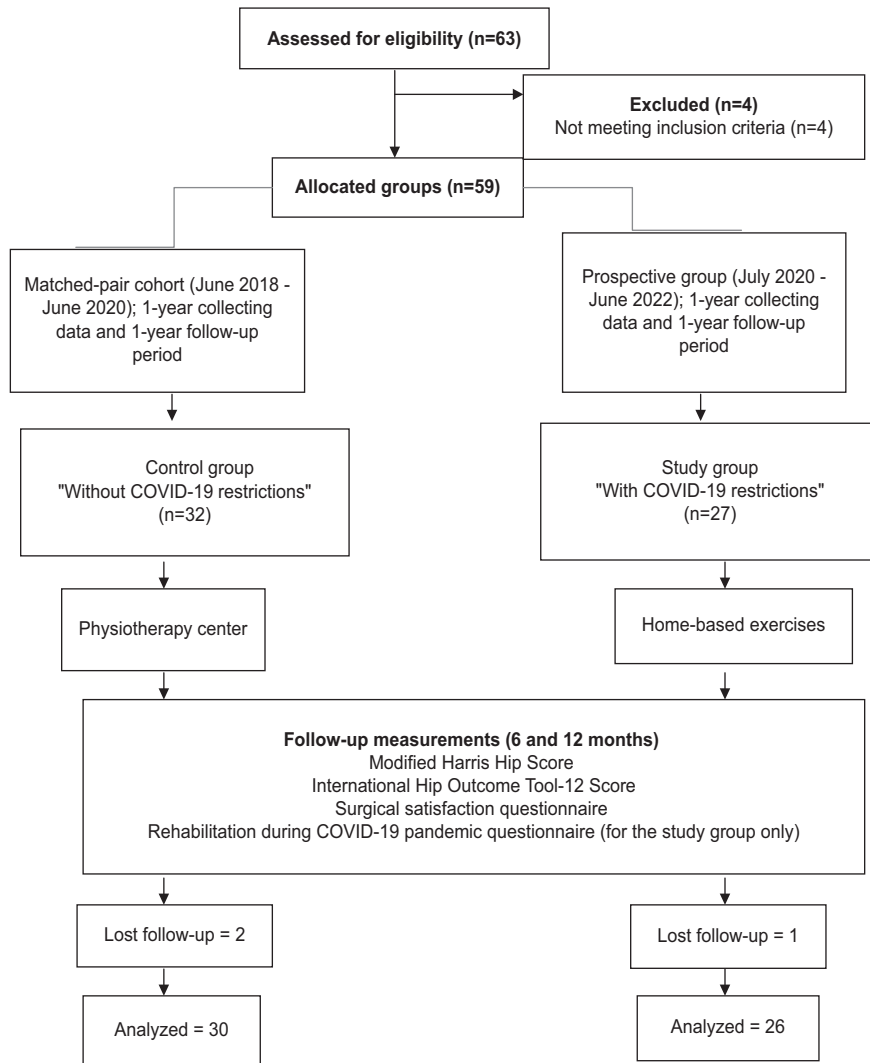 Assessed for eligibility (n=63)
Excluded (n=4)
Not meeting inclusion criteria (n=4)
Allocated groups (n=59)
Matched-pair cohort (June 2018 -
June 2020); 1-year collecting
data and 1-year follow-up
period
Prospective group (July 2020 -
June 2022); 1-year collecting
data and 1-year follow-up
period
Control group
"Without COVID-19 restrictions"
(n=32)
Study group
"With COVID-19 restrictions"
(n=27)
Physiotherapy center
Home-based exercises
Follow-up measurements (6 and 12 months)
Modified Harris Hip Score
International Hip Outcome Tool-12 Score
Surgical satisfaction questionnaire
Rehabilitation during COVID-19 pandemic questionnaire (for the study group only)
Lost follow-up = 2
Lost follow-up = 1
Analyzed = 30
Analyzed = 26